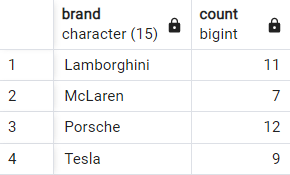 brand count
character (15) bigint
1 Lamborghini 11
2 McLaren 7
3 Porsche 12
4 Tesla 9